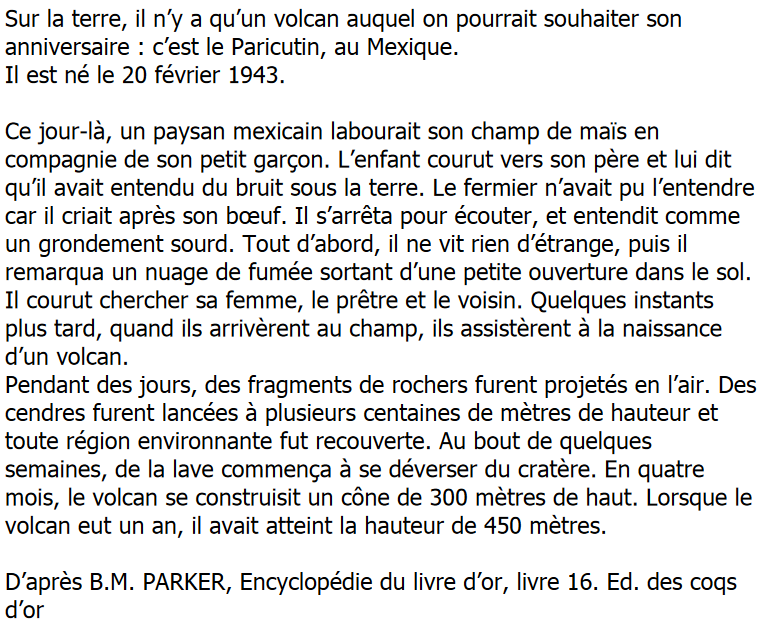 Sur la terre, il n’y a qu’un volcan auquel on pourrait souhaiter son
anniversaire : c’est le Paricutin, au Mexique.
Il est né le 20 février 1943.
Ce jour-là, un paysan mexicain labourait son champ de maïs en
compagnie de son petit garçon. L’enfant courut vers son père et lui dit
qu’il avait entendu du bruit sous la terre. Le fermier n’avait pu l’entendre
car il criait après son bœuf. Il s’arrêta pour écouter, et entendit comme
un grondement sourd. Tout d’abord, il ne vit rien d’étrange, puis il
remarqua un nuage de fumée sortant d’une petite ouverture dans le sol.
Il courut chercher sa femme, le prêtre et le voisin. Quelques instants
plus tard, quand ils arrivèrent au champ, ils assistèrent à la naissance
d’un volcan.
Pendant des jours, des fragments de rochers furent projetés en l’air. Des
cendres furent lancées à plusieurs centaines de mètres de hauteur et
toute région environnante fut recouverte. Au bout de quelques
semaines, de la lave commença à se déverser du cratère. En quatre
mois, le volcan se construisit un cône de 300 mètres de haut. Lorsque le
volcan eut un an, il avait atteint la hauteur de 450 mètres.
D’après B.M. PARKER, Encyclopédie du livre d’or, livre 16. Ed. des coqs
d’or